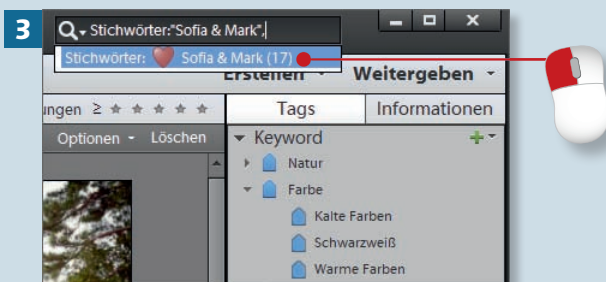 3
Stichwörter:"Sofia & Mark",
Stichwörter: Sofia & Mark (17)
Erstellen Weitergeben
ungen ≥ Tags Informationen
Optionen - Löschen Keyword
Natur
Farbe
Kalte Farben
Schwarzweiß
Warme Farben